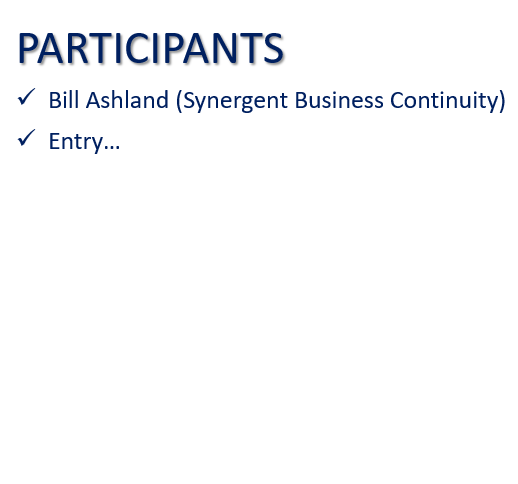 PARTICIPANTS
✓ Bill Ashland (Synergent Business Continuity)
✓ Entry…